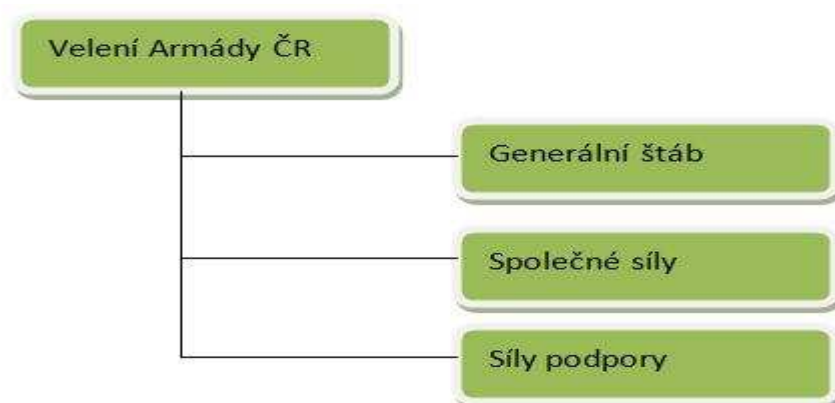 Velení Armády ČR
Generální štáb
Společné síly
Síly podpory